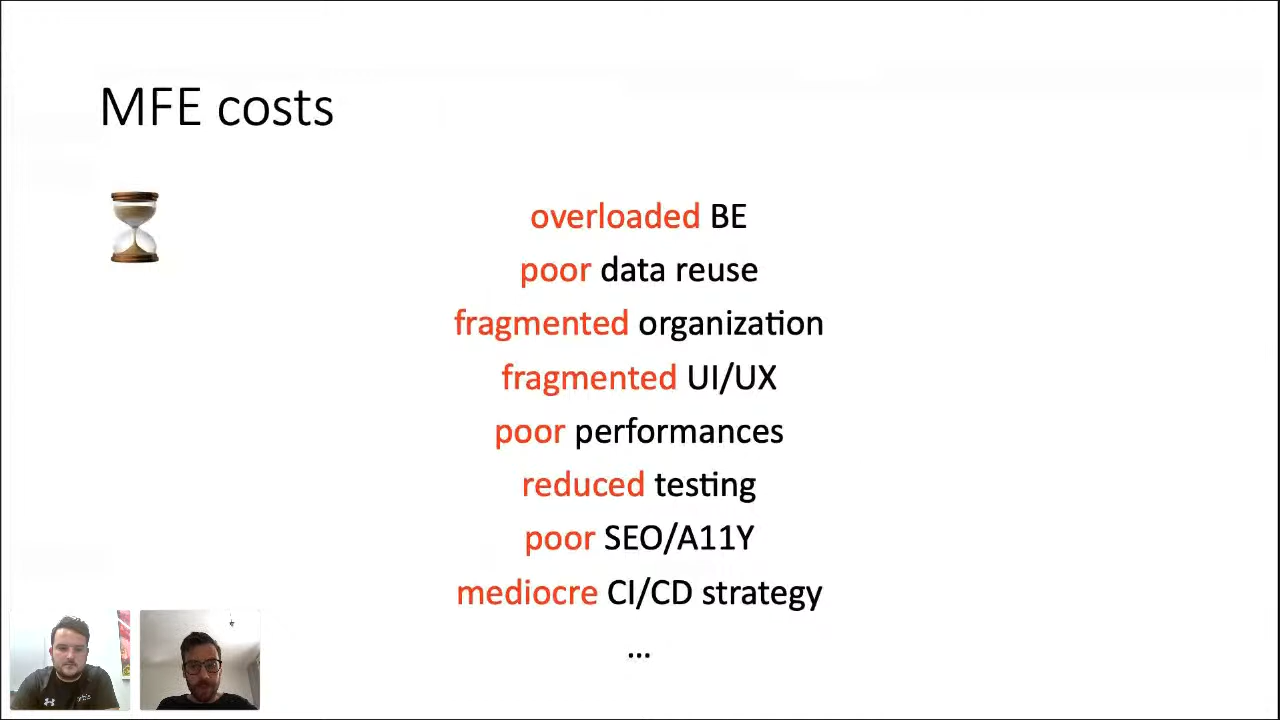 MFE costs
overloaded BE
poor data reuse
fragmented organization
fragmented UI/UX
poor performances
reduced testing
poor SEO/A11Y
mediocre CI/CD strategy
...